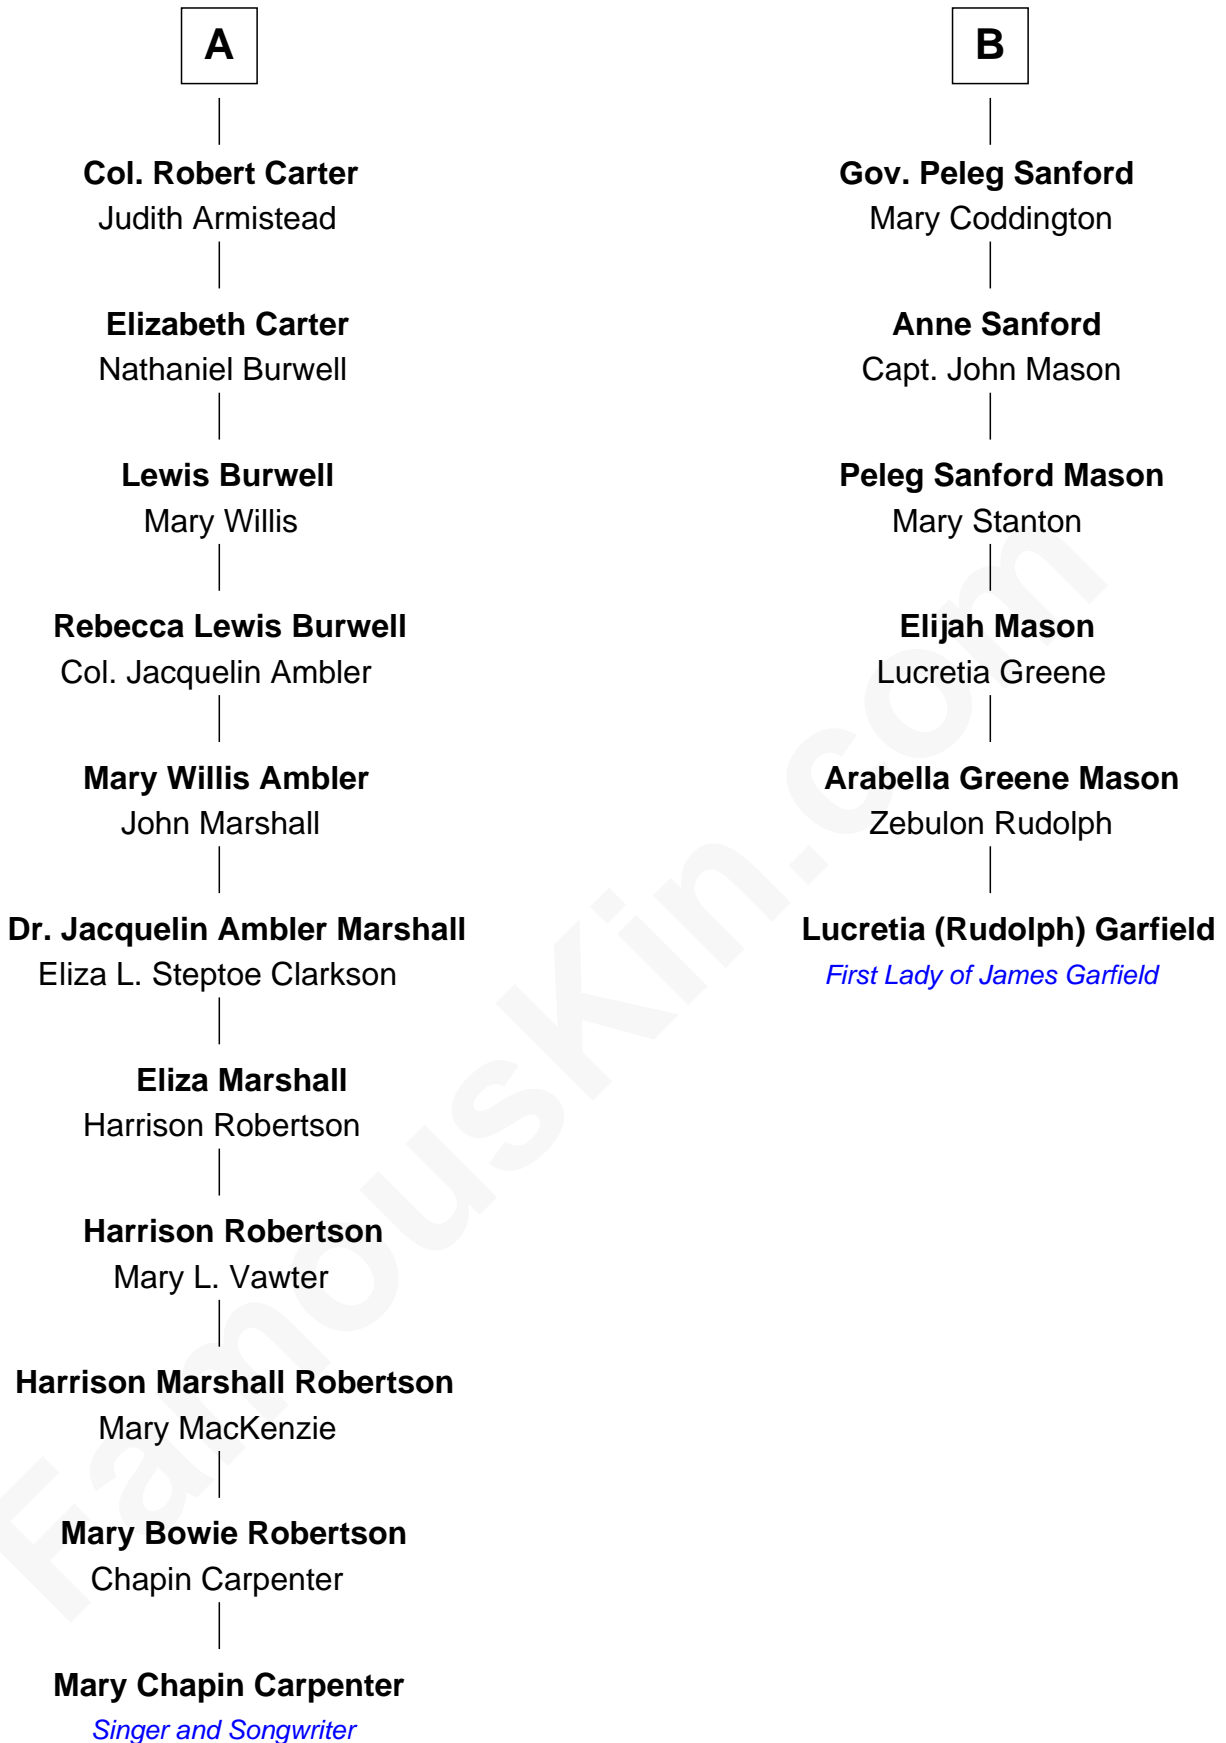 A
Col. Robert Carter
Judith Armistead
Elizabeth Carter
Nathaniel Burwell
Lewis Burwell
Mary Willis
Rebecca Lewis Burwell
Col. Jacquelin Ambler
Mary Willis Ambler
John Marshall
Dr. Jacquelin Ambler Marshall
Eliza L. Steptoe Clarkson
Eliza Marshall
Harrison Robertson
Harrison Robertson
Mary L. Vawter
Harrison Marshall Robertson
Mary MacKenzie
Mary Bowie Robertson
Chapin Carpenter
Mary Chapin Carpenter
Singer and Songwriter
B
Gov. Peleg Sanford
Mary Coddington
Anne Sanford
Capt. John Mason
Peleg Sanford Mason
Mary Stanton
Elijah Mason
Lucretia Greene
Arabella Greene Mason
Zebulon Rudolph
Lucretia (Rudolph) Garfield
First Lady of James Garfield
FamousKin.com